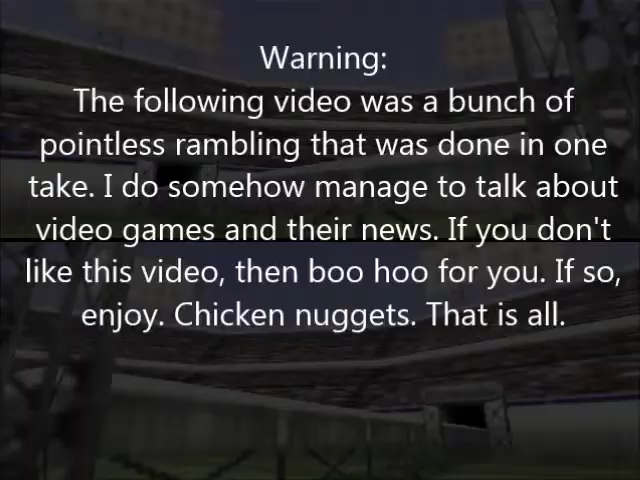 Warning:
The following video was a bunch of
pointless rambling that was done in one
take. I do somehow manage to talk about
video games and their news. If you don't
like this video, then boo hoo for you. If so,
enjoy. Chicken nuggets. That is all.